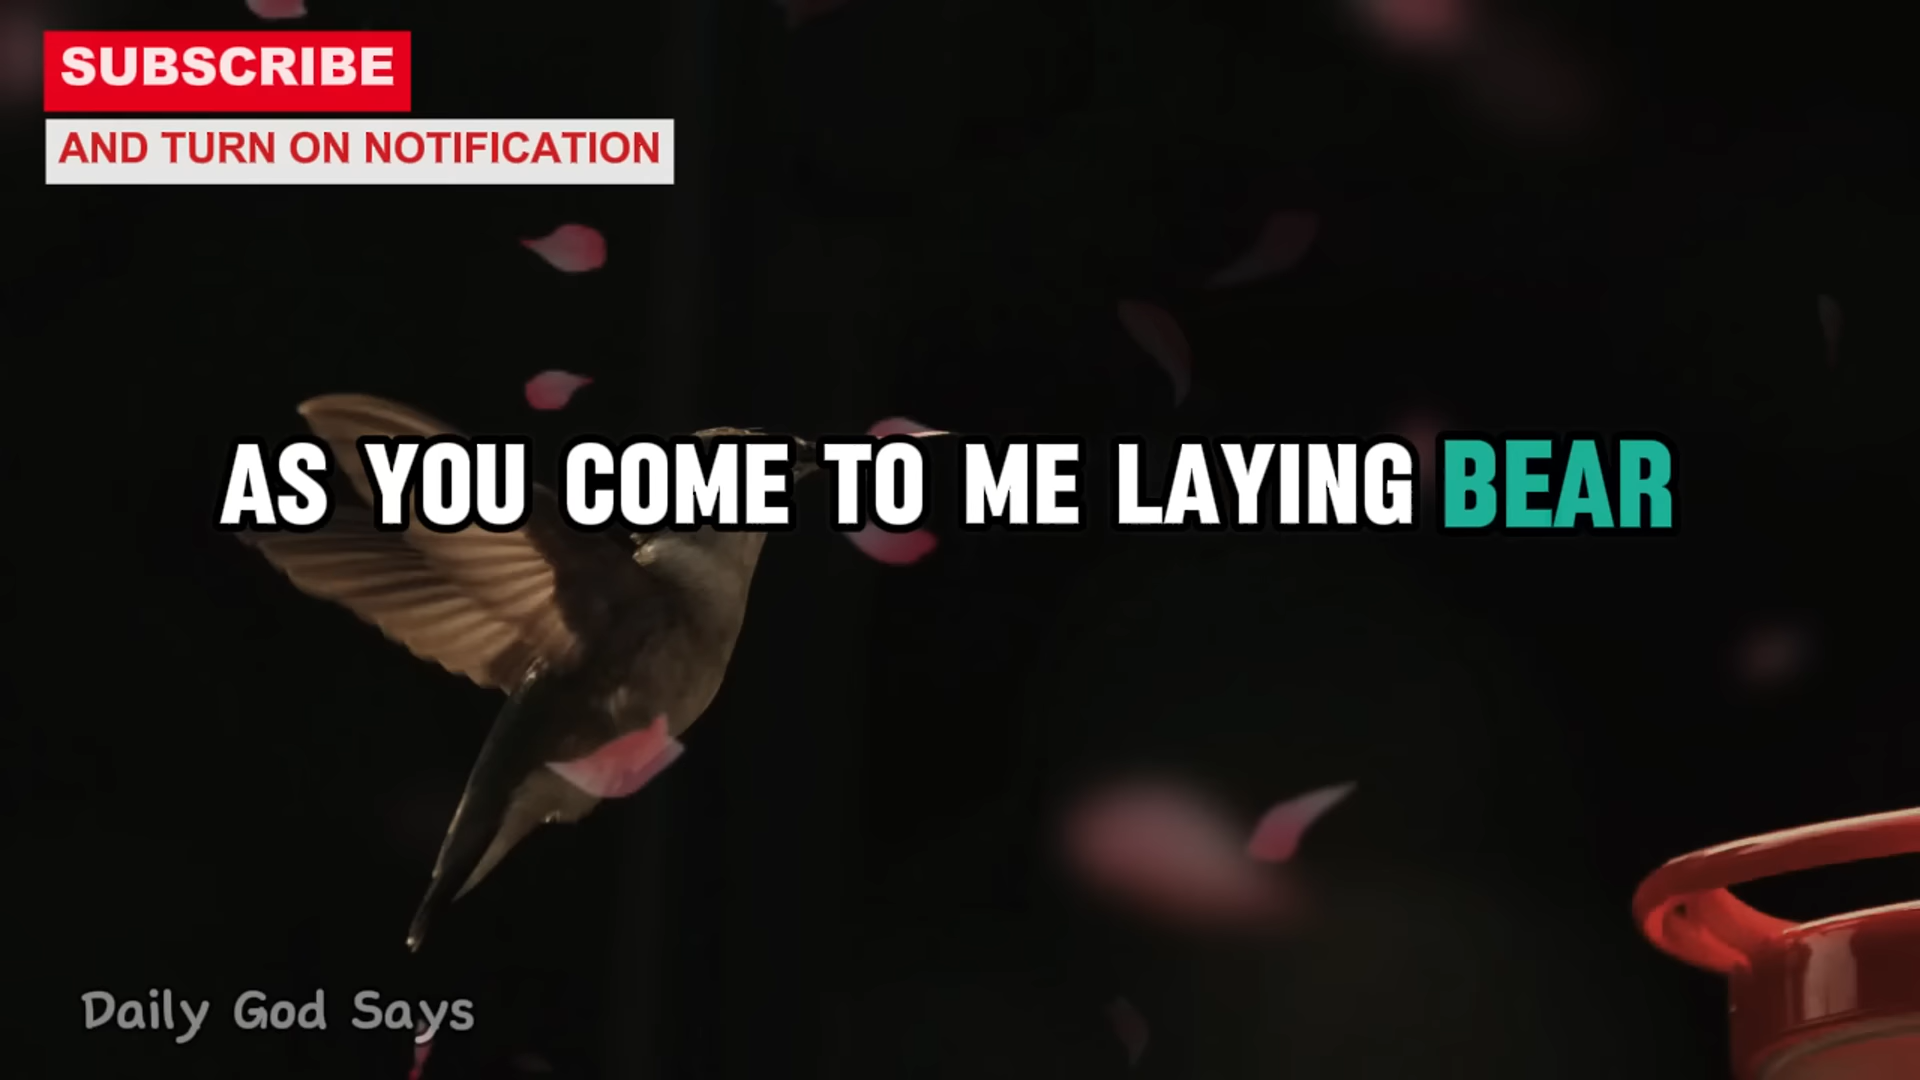 SUBSCRIBE
AND TURN ON NOTIFICATION
AS YOU COME TO ME LAYING BEAR
Daily God Says